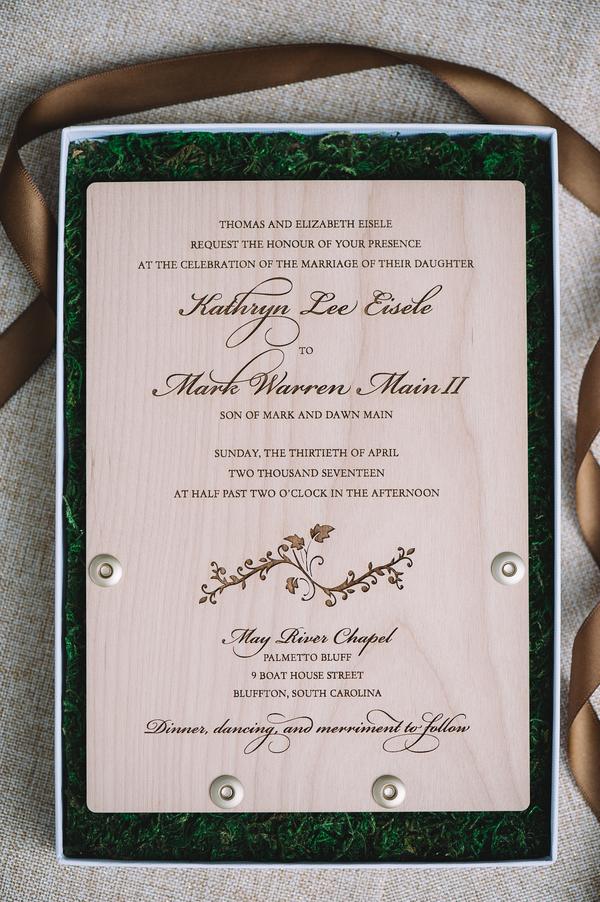 THOMAS AND ELIZABETH EISELE
REQUEST THE HONOUR OF YOUR PRESENCE
AT THE CELEBRATION OF THE MARRIAGE OF THEIR DAUGHTER
Kathryn Lee Eisele
TO
Mark Warren Main II
SON OF MARK AND DAWN MAIN
SUNDAY, THE THIRTIETH OF APRIL
TWO THOUSAND SEVENTEEN
AT HALF PAST TWO O'CLOCK IN THE AFTERNOON
May River Chapel
PALMETTO BLUFF
9 BOAT HOUSE STREET
BLUFFTON, SOUTH CAROLINA
Dinner, dancing, and merriment to follow